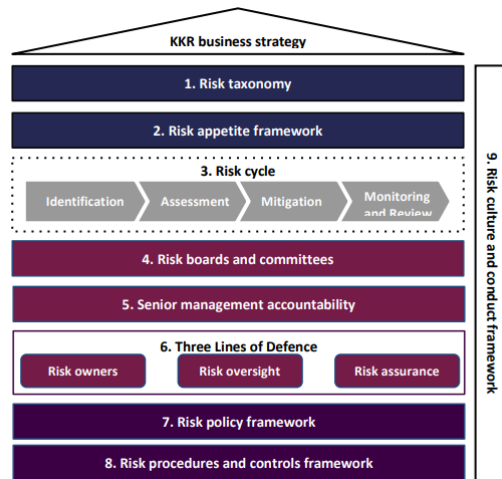 KKR business strategy
1. Risk taxonomy
2. Risk appetite framework
3. Risk cycle
Identification
Assessment
Mitigation
Monitoring
and Review
4. Risk boards and committees
5. Senior management accountability
6. Three Lines of Defence
Risk owners
Risk oversight
Risk assurance
7. Risk policy framework
8. Risk procedures and controls framework
9. Risk culture and conduct framework